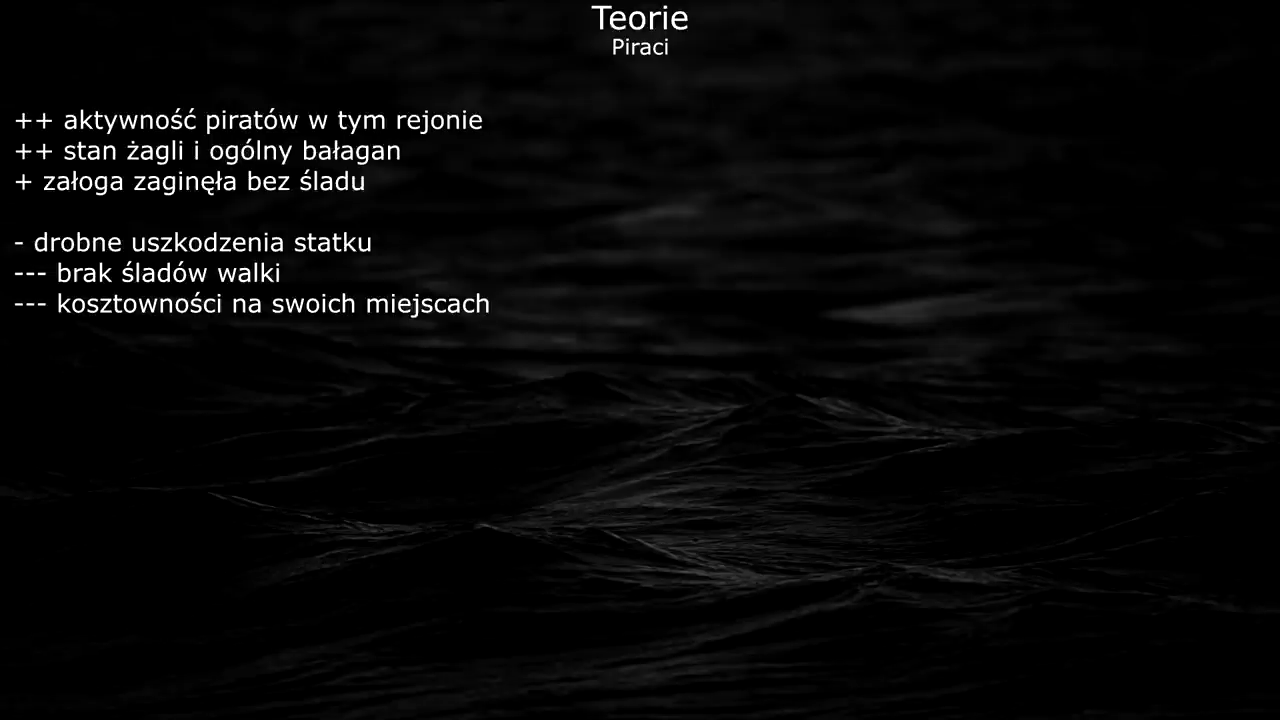 Teorie
Piraci
++ aktywność piratów w tym rejonie
++ stan żagli i ogólny bałagan
+ załoga zaginęła bez śladu
- drobne uszkodzenia statku
--- brak śladów walki
--- kosztowności na swoich miejscach